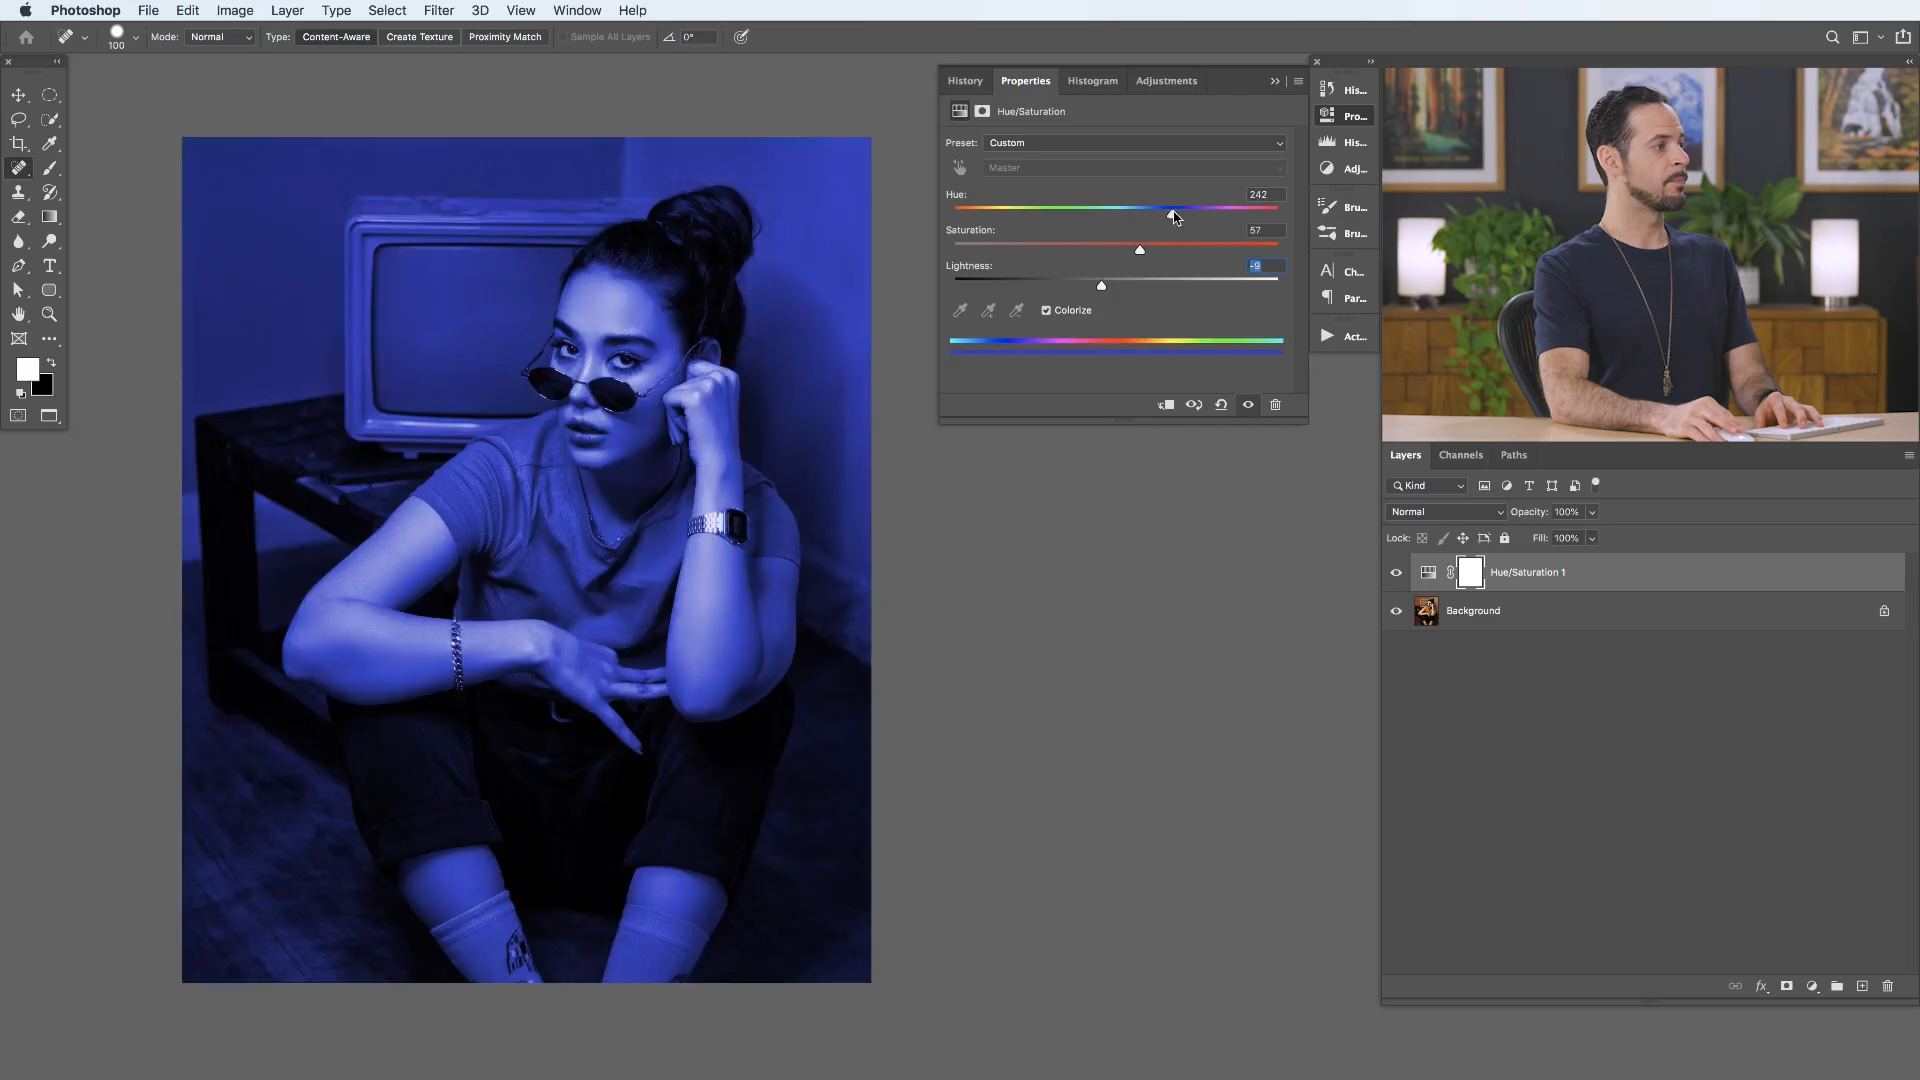 Photoshop File Edit Image Layer Type Select Filter 3D View Window Help
100 Mode: Normal Type: Content-Aware Create Texture Proximity Match Sample All Layers 0°
History Properties Histogram Adjustments
Hue/Saturation
Preset: Custom
Master
Hue: 242
Saturation: 57
Lightness: -9
Colorize
His...
Pro...
His...
Adj...
Bru...
Bru...
Ch...
Par...
Act...
Layers Channels Paths
Kind
Normal Opacity: 100%
Lock: Fill: 100%
Hue/Saturation 1
Background
fx